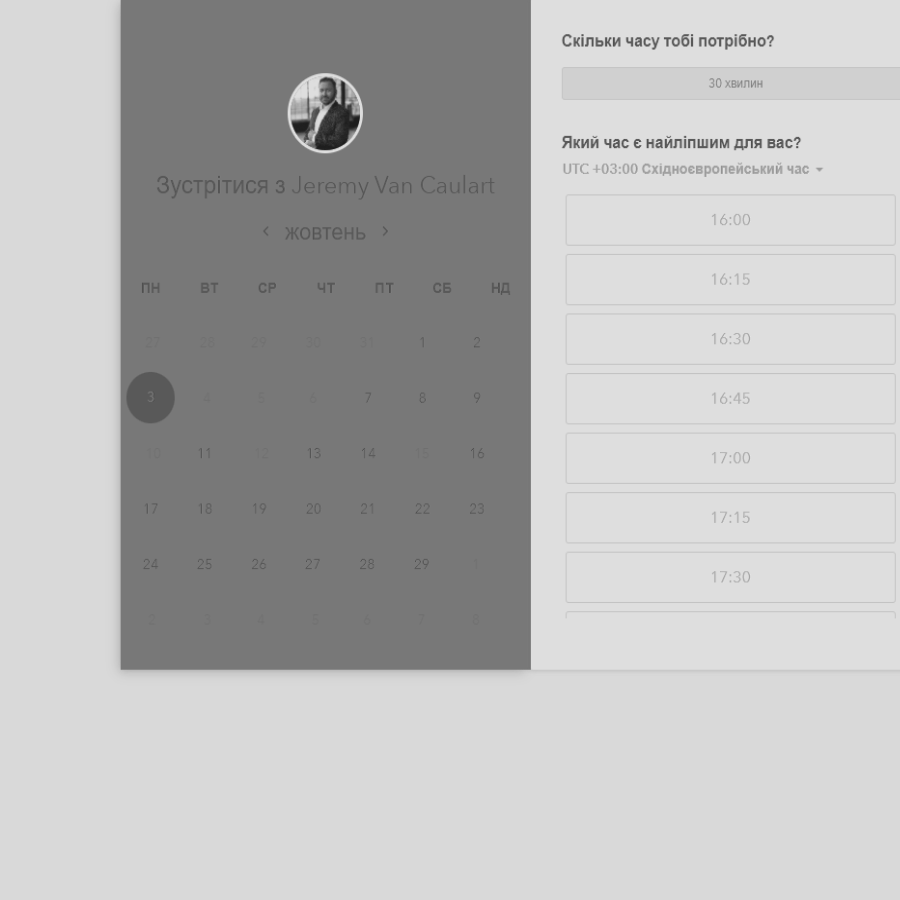 Зустрітися з Jeremy Van Caulart
‹ жовтень ›
ПН ВТ СР ЧТ ПТ СБ НД
27 28 29 30 31 1 2
3 4 5 6 7 8 9
10 11 12 13 14 15 16
17 18 19 20 21 22 23
24 25 26 27 28 29 1
2 3 4 5 6 7 8
Скільки часу тобі потрібно?
30 хвилин
Який час є найліпшим для вас?
UTC +03:00 Східноєвропейський час
16:00
16:15
16:30
16:45
17:00
17:15
17:30